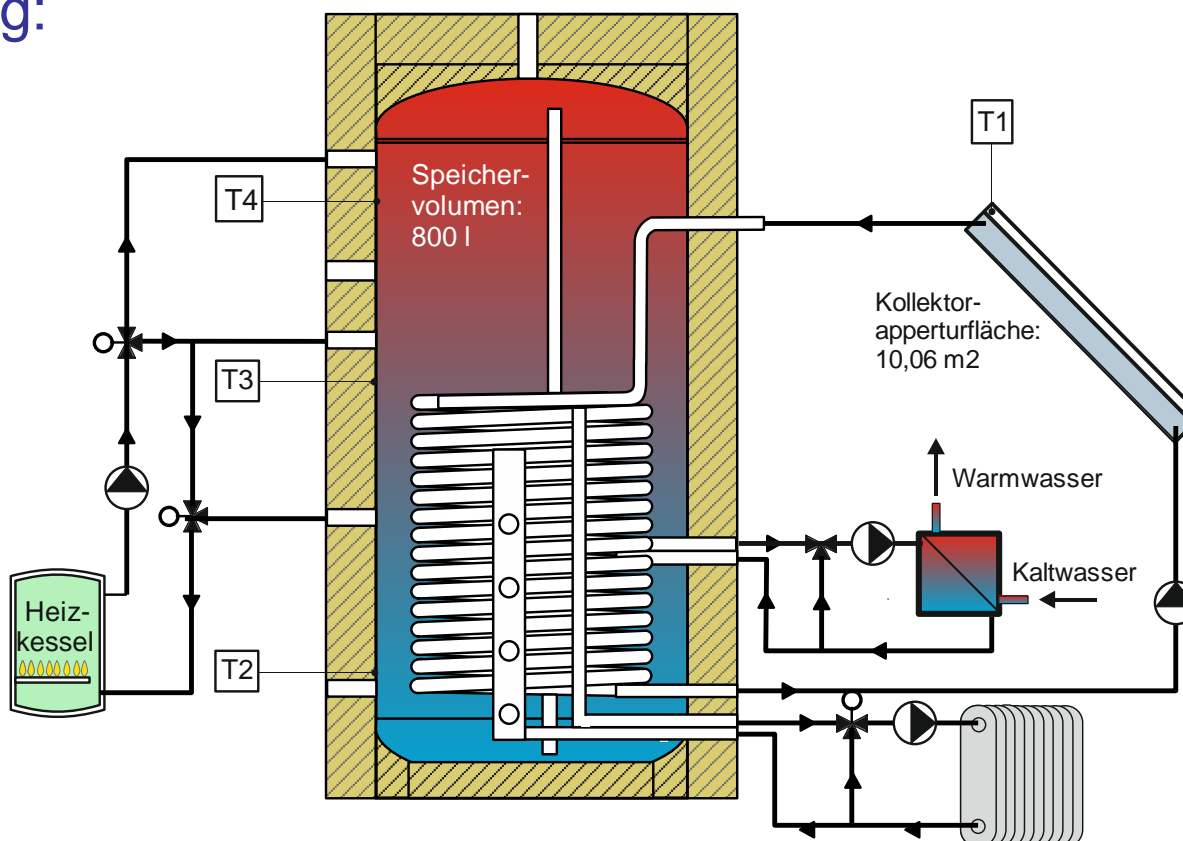 g:
T1
T4
Speicher-
volumen:
800 l
Kollektor-
apperturfläche:
10,06 m2
T3
Warmwasser
Kaltwasser
Heiz-
kessel
T2